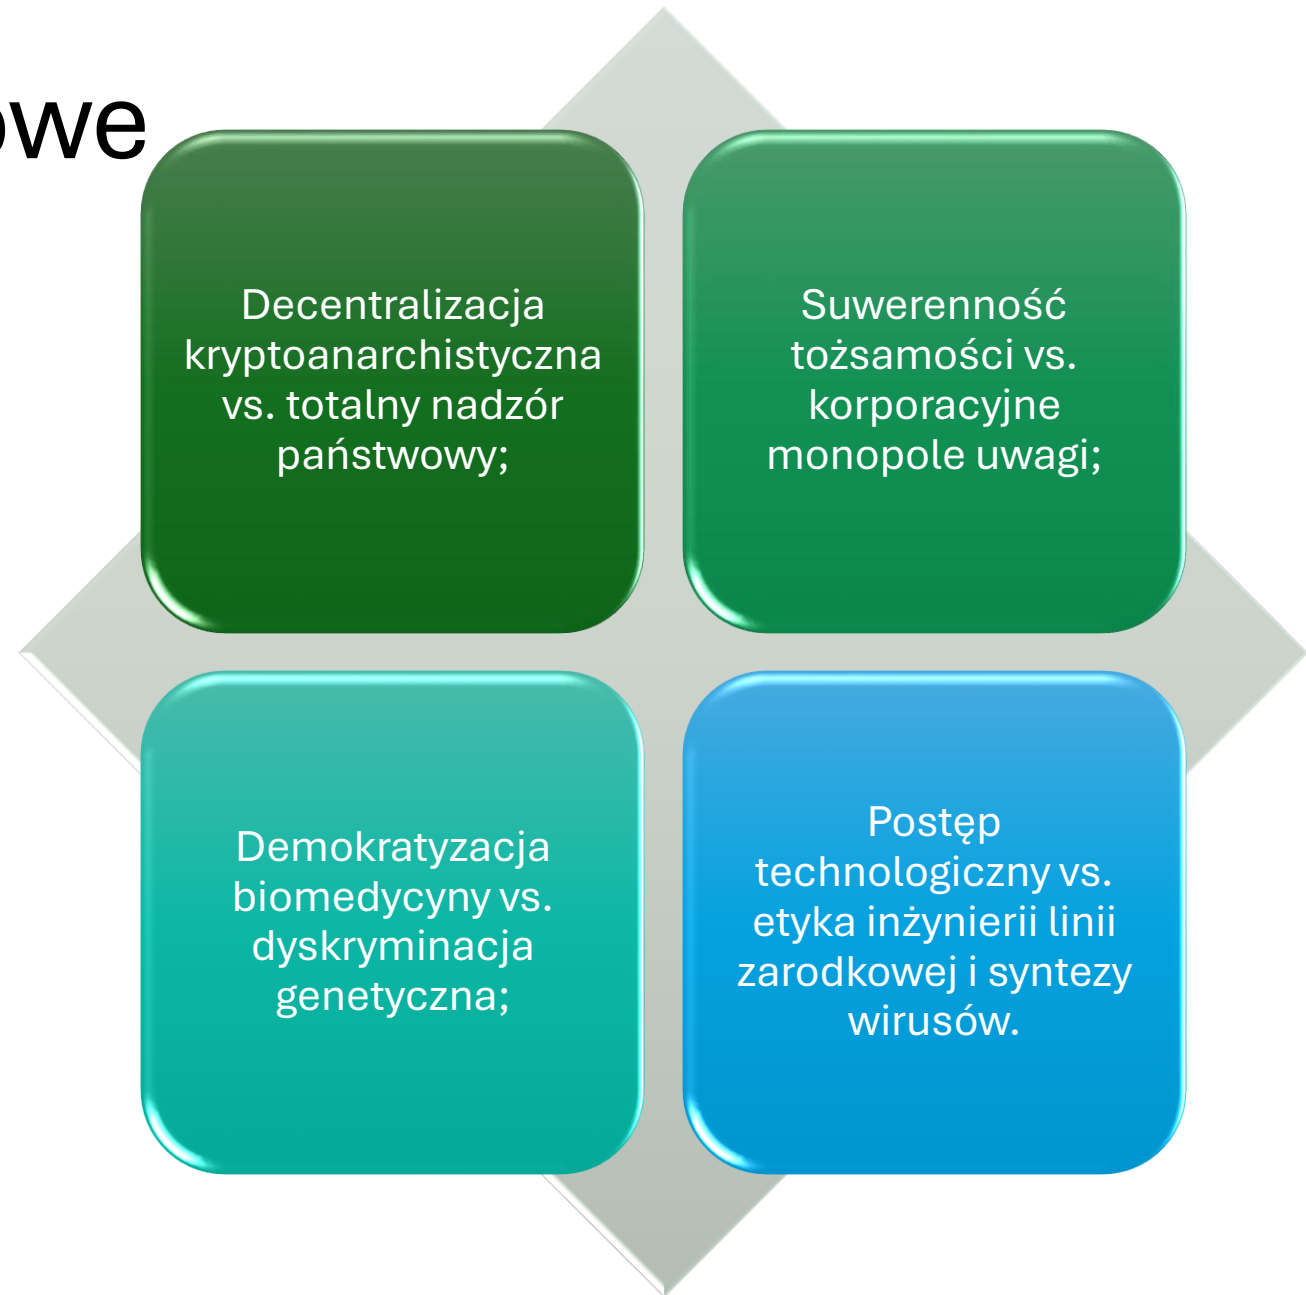 owe
Decentralizacja
kryptoanarchistyczna
vs. totalny nadzór
państwowy;
Suwerenność
tożsamości vs.
korporacyjne
monopole uwagi;
Demokratyzacja
biomedycyny vs.
dyskryminacja
genetyczna;
Postęp
technologiczny vs.
etyka inżynierii linii
zarodkowej i syntezy
wirusów.